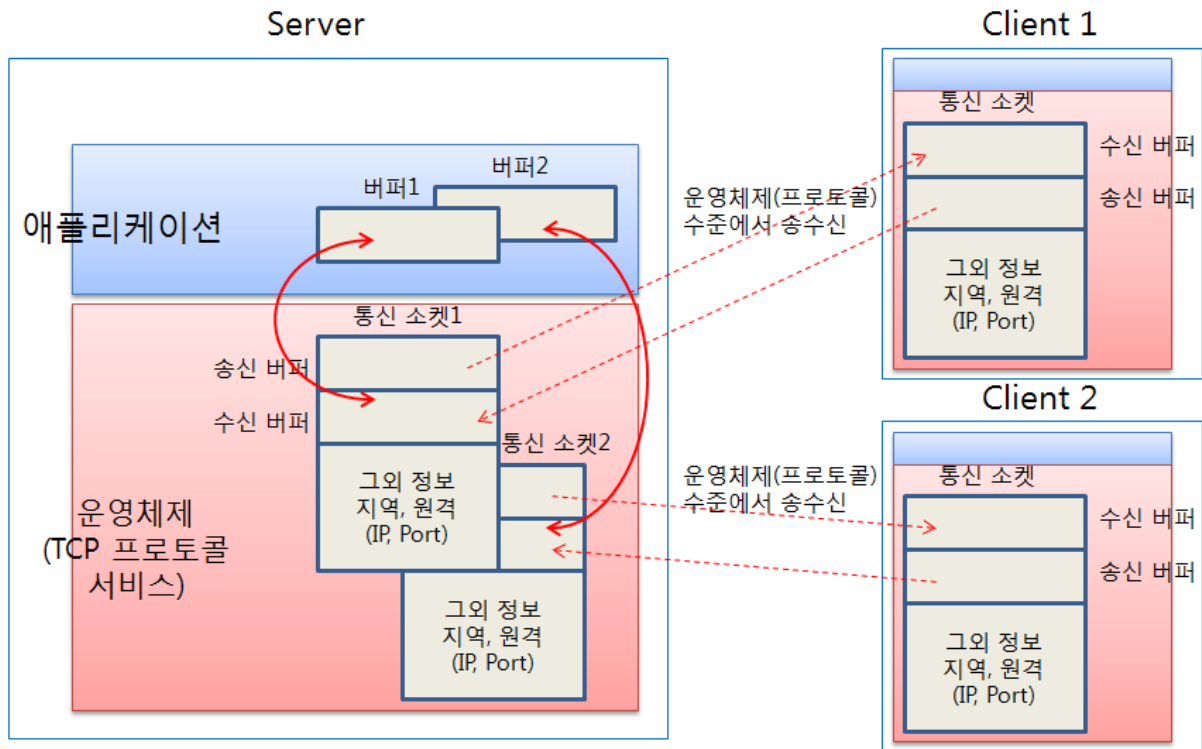 Server
Client 1
통신 소켓
수신 버퍼
송신 버퍼
그외 정보
지역, 원격
(IP, Port)
버퍼2
버퍼1
애플리케이션
운영체제(프로토콜)
수준에서 송수신
통신 소켓1
송신 버퍼
수신 버퍼
그외 정보
지역, 원격
(IP, Port)
통신 소켓2
운영체제
(TCP 프로토콜
서비스)
그외 정보
지역, 원격
(IP, Port)
운영체제(프로토콜)
수준에서 송수신
Client 2
통신 소켓
수신 버퍼
송신 버퍼
그외 정보
지역, 원격
(IP, Port)